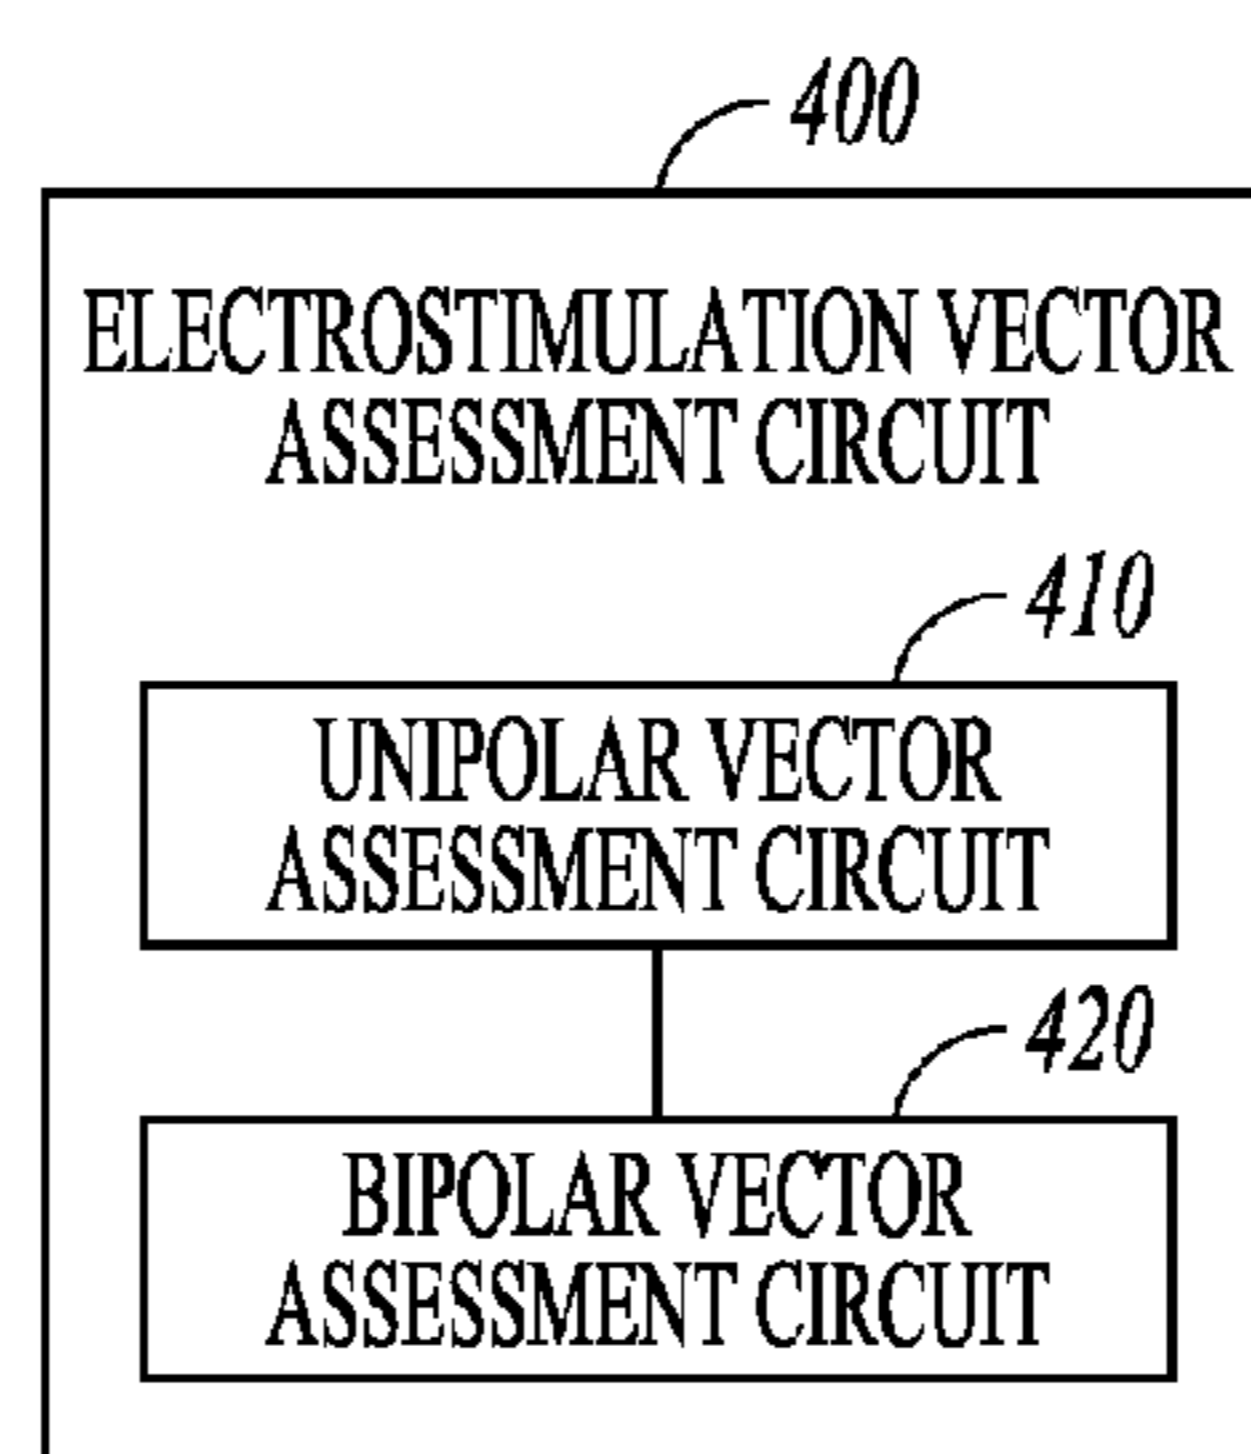 400
ELECTROSTIMULATION VECTOR
ASSESSMENT CIRCUIT
410
UNIPOLAR VECTOR
ASSESSMENT CIRCUIT
420
BIPOLAR VECTOR
ASSESSMENT CIRCUIT